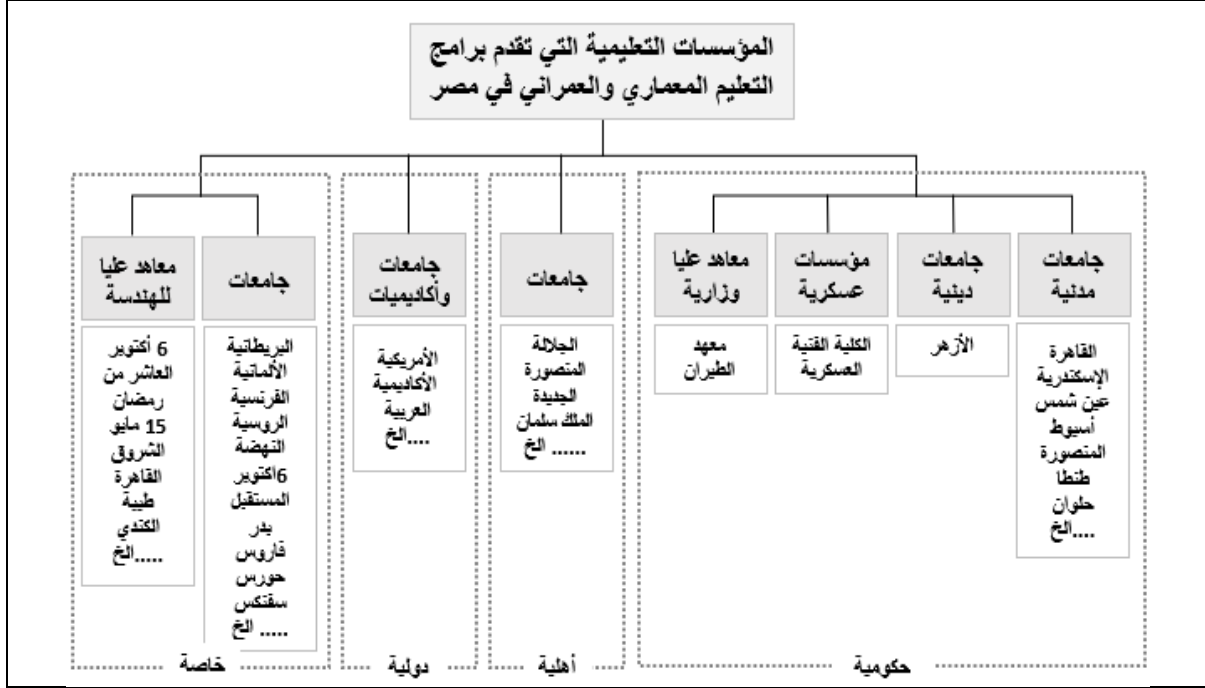 المؤسسات التعليمية التي تقدم برامج
التعليم المعماري والعمراني في مصر
جامعات
مدنية
القاهرة
الإسكندرية
عين شمس
أسيوط
المنصورة
طنطا
حلوان
....الخ
جامعات
دينية
الأزهر
مؤسسات
عسكرية
الكلية الفنية
العسكرية
معاهد عليا
وزارية
معهد
الطيران
حكومية
جامعات
الجلالة
المنصورة
الجديدة
الملك سلمان
...... الخ
أهلية
جامعات
وأكاديميات
الأمريكية
الأكاديمية
العربية
....الخ
دولية
جامعات
البريطانية
الألمانية
الفرنسية
الروسية
النهضة
6اكتوبر
المستقبل
بدر
فاروس
حورس
سفنكس
..... الخ
معاهد عليا
للهندسة
6 أكتوبر
العاشر من
رمضان
15 مايو
الشروق
القاهرة
طيبة
الكندي
.....الخ
خاصة